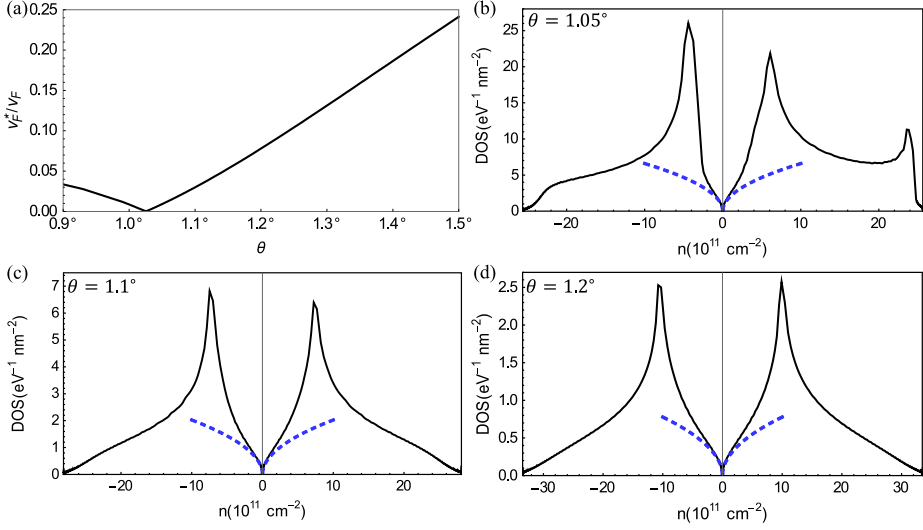 (a)
0.25
0.20
0.15
0.10
0.05
0.00
v*F/vF
0.9° 1.0° 1.1° 1.2° 1.3° 1.4° 1.5°
θ
(b)
θ = 1.05°
25
20
15
10
5
0
DOS(eV⁻¹ nm⁻²)
-20 -10 0 10 20
n(10¹¹ cm⁻²)
(c)
θ = 1.1°
7
6
5
4
3
2
1
0
DOS(eV⁻¹ nm⁻²)
-20 -10 0 10 20
n(10¹¹ cm⁻²)
(d)
θ = 1.2°
2.5
2.0
1.5
1.0
0.5
0.0
DOS(eV⁻¹ nm⁻²)
-30 -20 -10 0 10 20 30
n(10¹¹ cm⁻²)